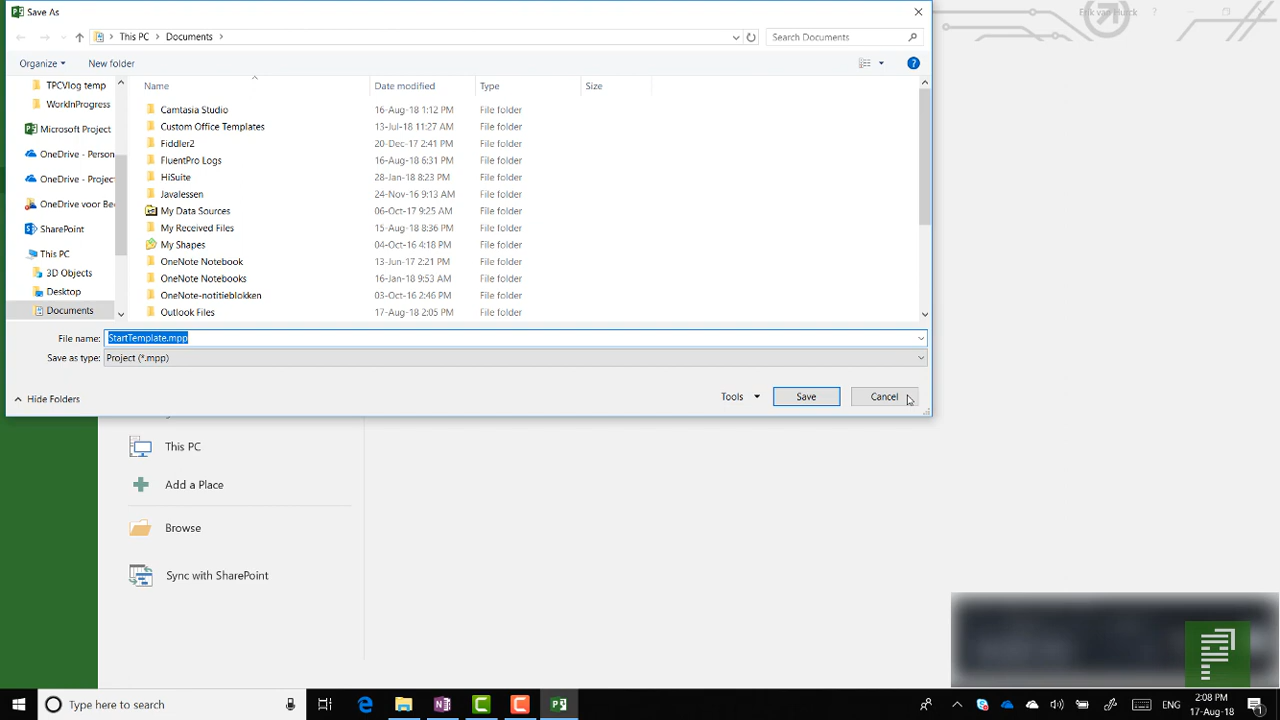 Save As
Erik van Hurck ?
This PC > Documents >
Search Documents
Organize
New folder
Name Date modified Type Size
TPCVlog temp
WorkInProgress
Microsoft Project
OneDrive - Person
OneDrive - Project
OneDrive voor Be
SharePoint
This PC
3D Objects
Desktop
Documents
Camtasia Studio 16-Aug-18 1:12 PM File folder
Custom Office Templates 13-Jul-18 11:27 AM File folder
Fiddler2 20-Dec-17 2:41 PM File folder
FluentPro Logs 16-Aug-18 6:31 PM File folder
HiSuite 28-Jan-18 8:23 PM File folder
Javalessen 24-Nov-16 9:13 AM File folder
My Data Sources 06-Oct-17 9:25 AM File folder
My Received Files 15-Aug-18 8:36 PM File folder
My Shapes 04-Oct-16 4:18 PM File folder
OneNote Notebook 13-Jun-17 2:21 PM File folder
OneNote Notebooks 16-Jan-18 9:53 AM File folder
OneNote-notitieblokken 03-Oct-16 2:46 PM File folder
Outlook Files 17-Aug-18 2:05 PM File folder
File name: StartTemplate.mpp
Save as type: Project (*.mpp)
Hide Folders
Tools
Save
Cancel
This PC
Add a Place
Browse
Sync with SharePoint
Type here to search
ENG
2:08 PM
17-Aug-18